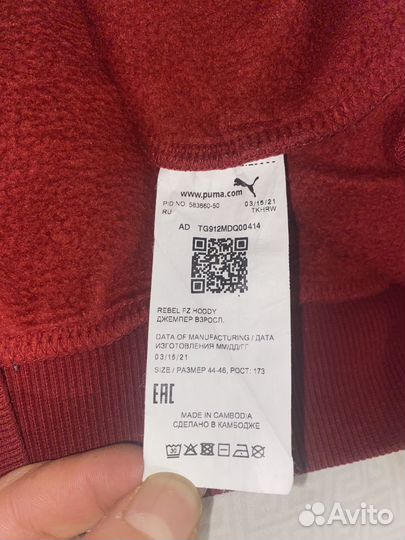 www.puma.com
PID NO. 583660-50 03/15/21
RU TKHRW
AD TG912MDQ00414
REBEL FZ HOODY
ДЖЕМПЕР ВЗРОСЛ.
DATA OF MANUFACTURING / ДАТА
ИЗГОТОВЛЕНИЯ ММ/ДД/ГГ
03/15/21
SIZE / РАЗМЕР 44-46, РОСТ: 173
EAC
MADE IN CAMBODIA
СДЕЛАНО В КАМБОДЖЕ
30
Avito